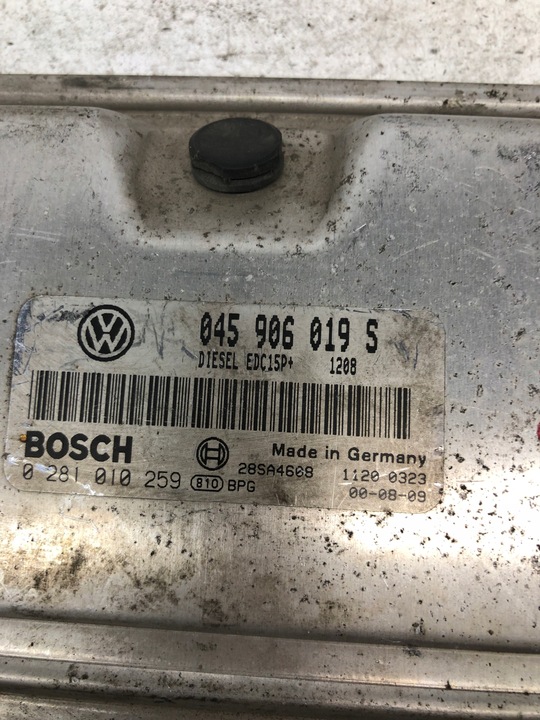 045 906 019 S
DIESEL EDC15P+ 1208
BOSCH Made in Germany
0 281 010 259 810 BPG 28SA4668 1120 0323
00-08-09